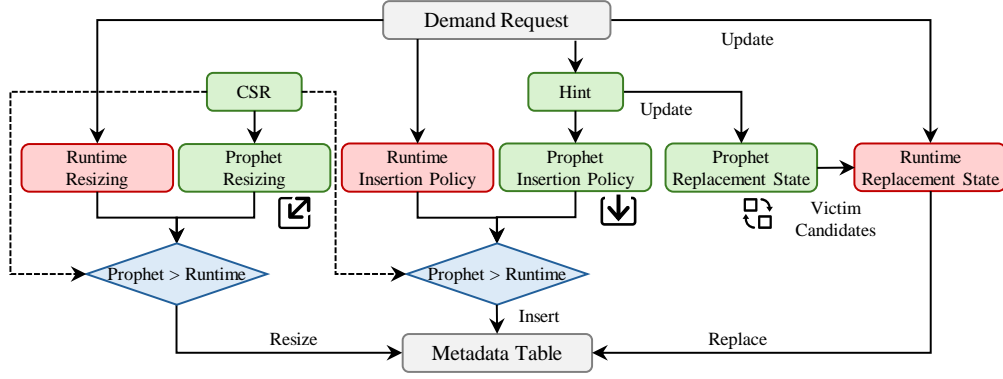 Demand Request
Update
CSR
Hint
Update
Runtime
Resizing
Prophet
Resizing
Runtime
Insertion Policy
Prophet
Insertion Policy
Prophet
Replacement State
Runtime
Replacement State
Victim
Candidates
Prophet > Runtime
Prophet > Runtime
Insert
Resize
Metadata Table
Replace